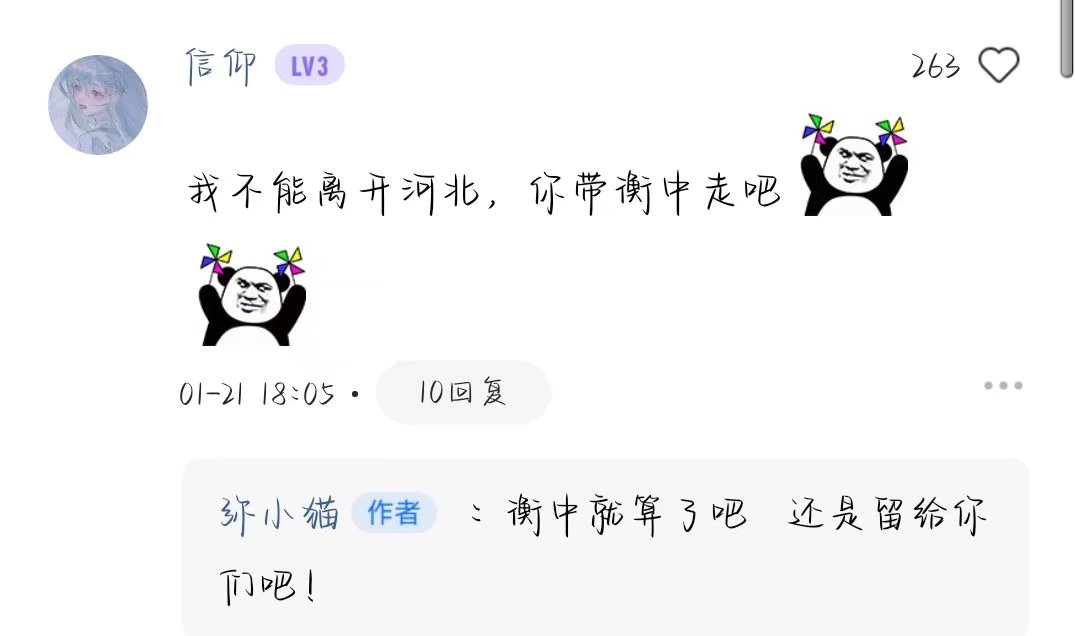 信仰 LV3 263
我不能离开河北，你带衡中走吧
01-21 18:05 · 10回复
弥小猫 作者 ：衡中就算了吧 还是留给你
们吧！